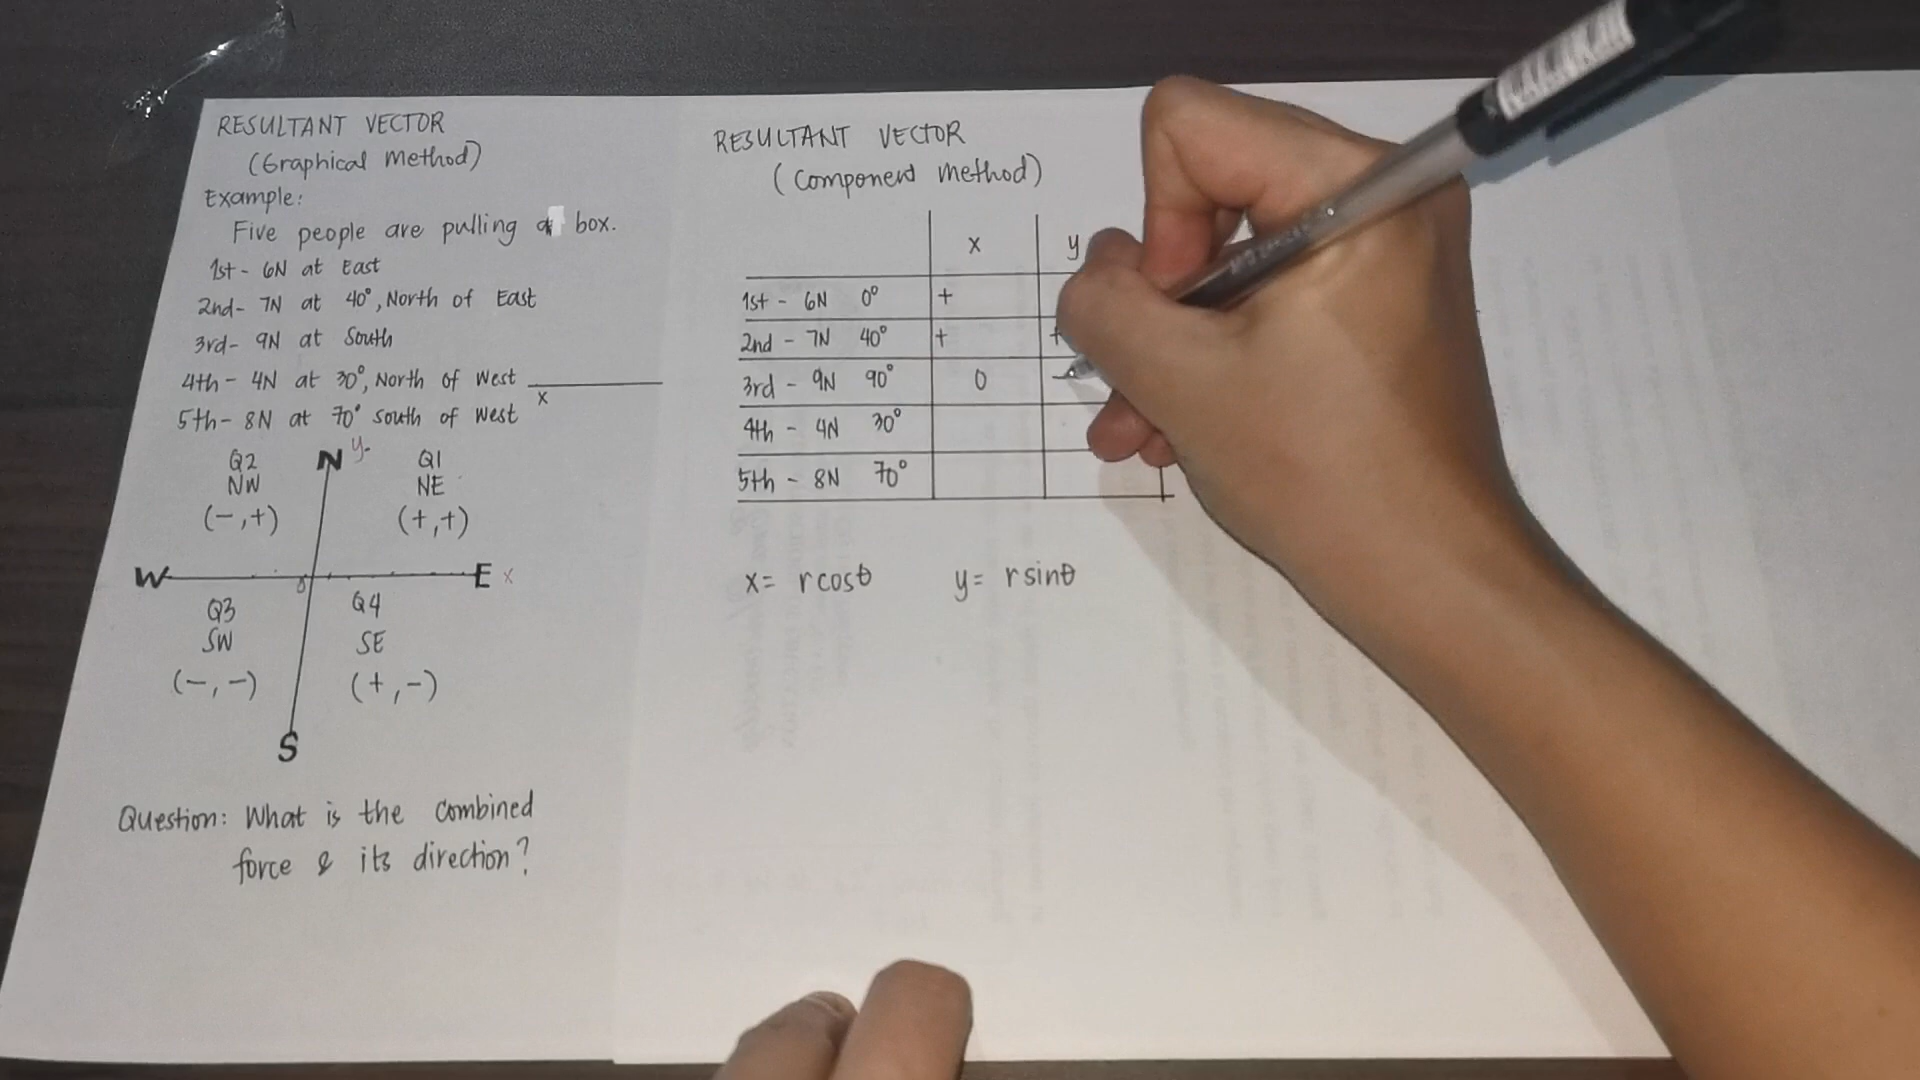 RESULTANT VECTOR
(Graphical Method)
Example:
Five people are pulling a box.
1st - 6N at East
2nd - 7N at 40°, North of East
3rd - 9N at South
4th - 4N at 30°, North of West
x
5th - 8N at 70° South of West
N y
Q2
NW
(-,+)
Q1
NE
(+,+)
W
E x
Q3
SW
(-,-)
Q4
SE
(+,-)
S
Question: What is the combined
force & its direction?
RESULTANT VECTOR
(Component Method)
x y
1st - 6N 0° +
2nd - 7N 40° + +
3rd - 9N 90° 0 -
4th - 4N 30°
5th - 8N 70°
x= rcosθ y= rsinθ